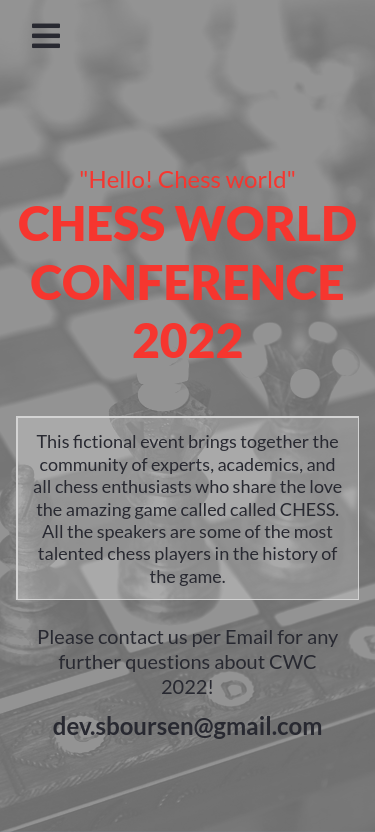 "Hello! Chess world"
CHESS WORLD
CONFERENCE
2022
This fictional event brings together the
community of experts, academics, and
all chess enthusiasts who share the love
the amazing game called called CHESS.
All the speakers are some of the most
talented chess players in the history of
the game.
Please contact us per Email for any
further questions about CWC
2022!
dev.sboursen@gmail.com